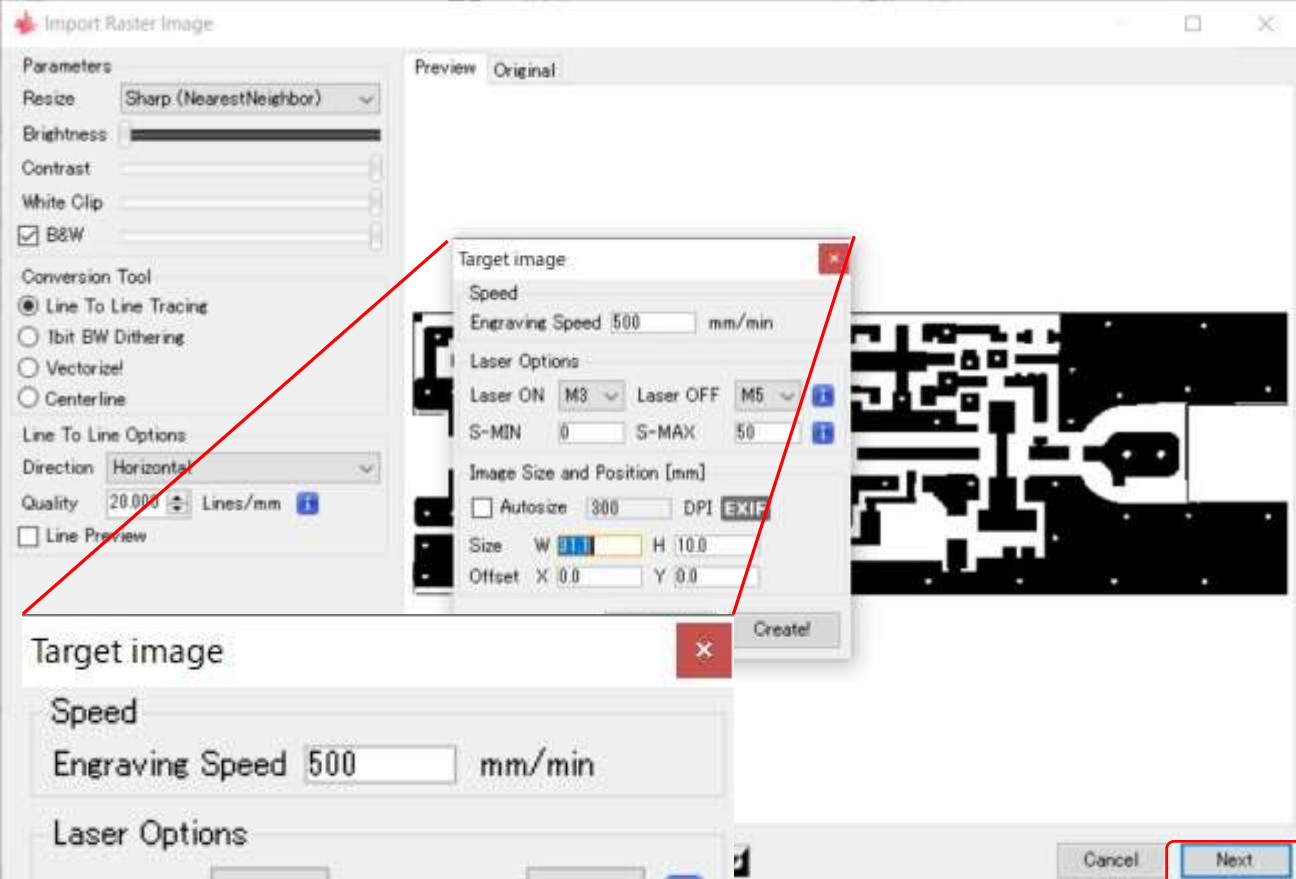 Import Raster Image
Parameters
Resize Sharp (NearestNeighbor)
Brightness
Contrast
White Clip
B&W
Conversion Tool
Line To Line Tracing
1bit BW Dithering
Vectorize!
Centerline
Line To Line Options
Direction Horizontal
Quality 20.000 Lines/mm
Line Preview
Preview Original
Target image
Speed
Engraving Speed 500 mm/min
Laser Options
Laser ON M3 Laser OFF M5
S-MIN 0 S-MAX 50
Image Size and Position [mm]
Autosize 300 DPI EXIF
Size W 31.1 H 10.0
Offset X 0.0 Y 0.0
Create!
Target image
Speed
Engraving Speed 500 mm/min
Laser Options
Cancel Next